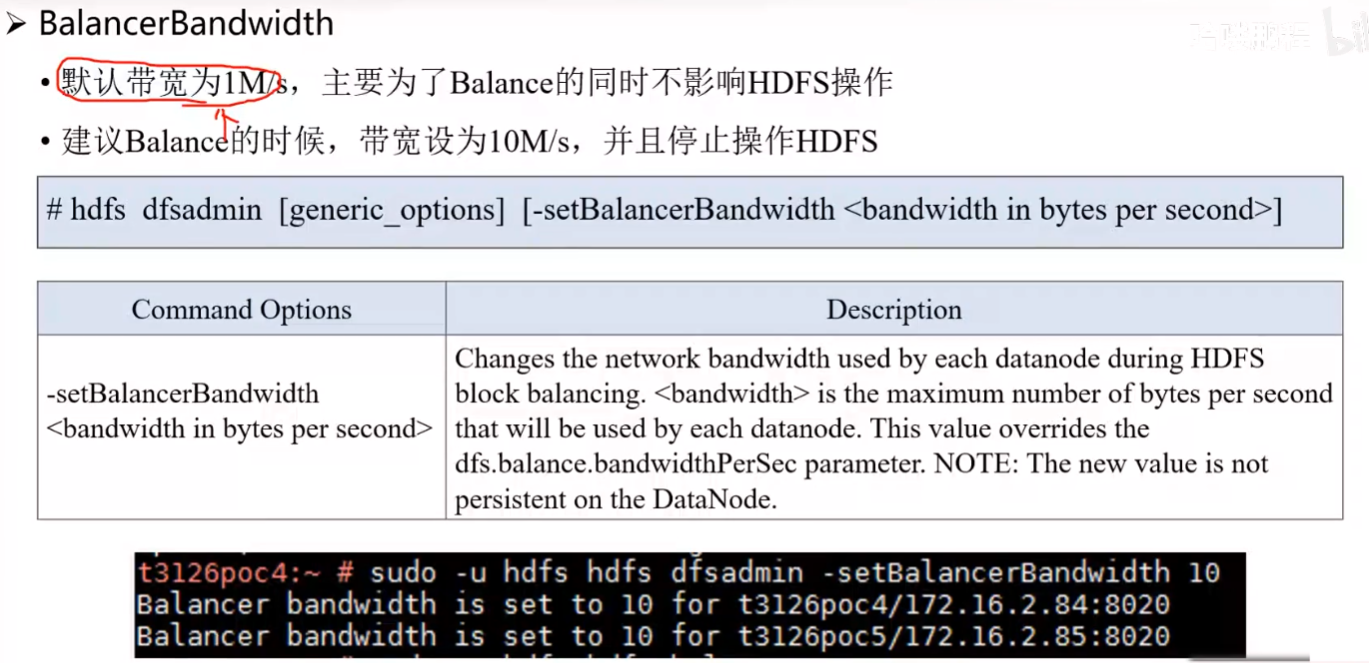 ➢ BalancerBandwidth
• 默认带宽为1M/s，主要为了Balance的同时不影响HDFS操作
• 建议Balance的时候，带宽设为10M/s，并且停止操作HDFS
# hdfs dfsadmin [generic_options] [-setBalancerBandwidth <bandwidth in bytes per second>]
Command Options
Description
-setBalancerBandwidth
<bandwidth in bytes per second>
Changes the network bandwidth used by each datanode during HDFS
block balancing. <bandwidth> is the maximum number of bytes per second
that will be used by each datanode. This value overrides the
dfs.balance.bandwidthPerSec parameter. NOTE: The new value is not
persistent on the DataNode.
t3126poc4:~ # sudo -u hdfs hdfs dfsadmin -setBalancerBandwidth 10
Balancer bandwidth is set to 10 for t3126poc4/172.16.2.84:8020
Balancer bandwidth is set to 10 for t3126poc5/172.16.2.85:8020